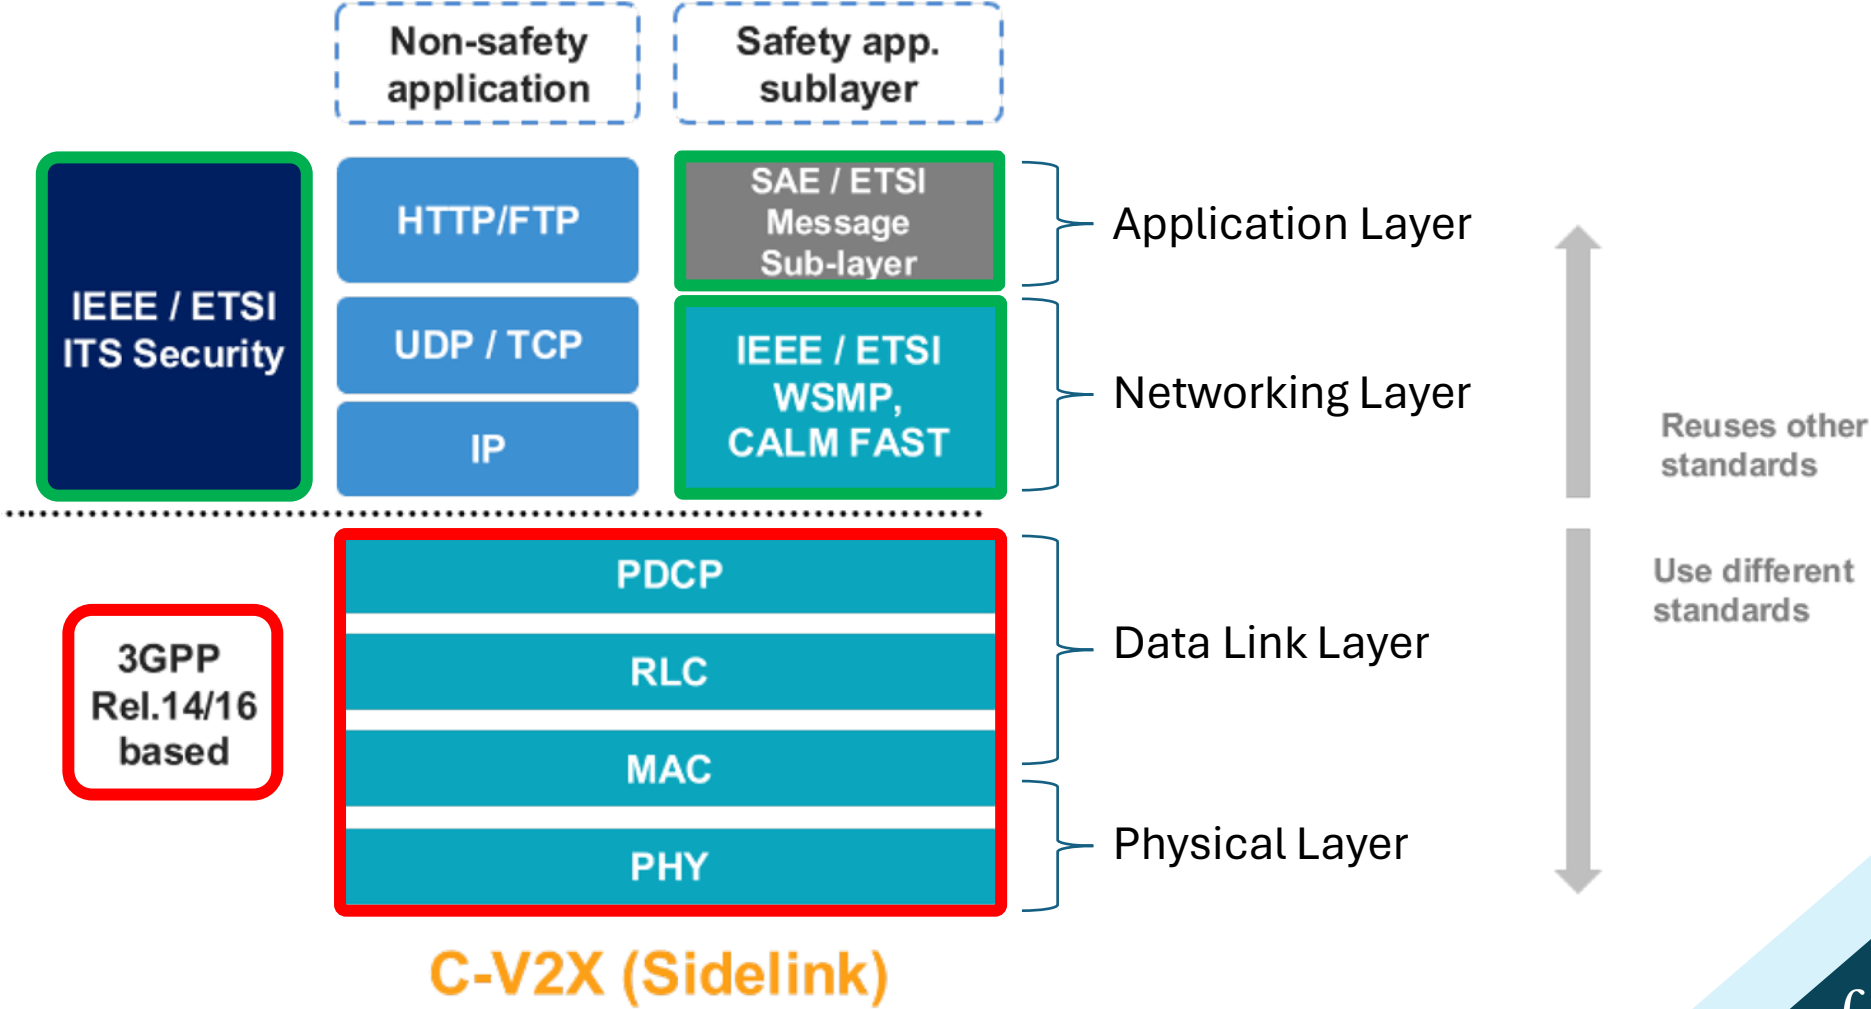 Non-safety
application
Safety app.
sublayer
IEEE / ETSI
ITS Security
HTTP/FTP
UDP / TCP
IP
SAE / ETSI
Message
Sub-layer
IEEE / ETSI
WSMP,
CALM FAST
Application Layer
Networking Layer
Reuses other
standards
Use different
standards
3GPP
Rel.14/16
based
PDCP
RLC
MAC
PHY
Data Link Layer
Physical Layer
C-V2X (Sidelink)